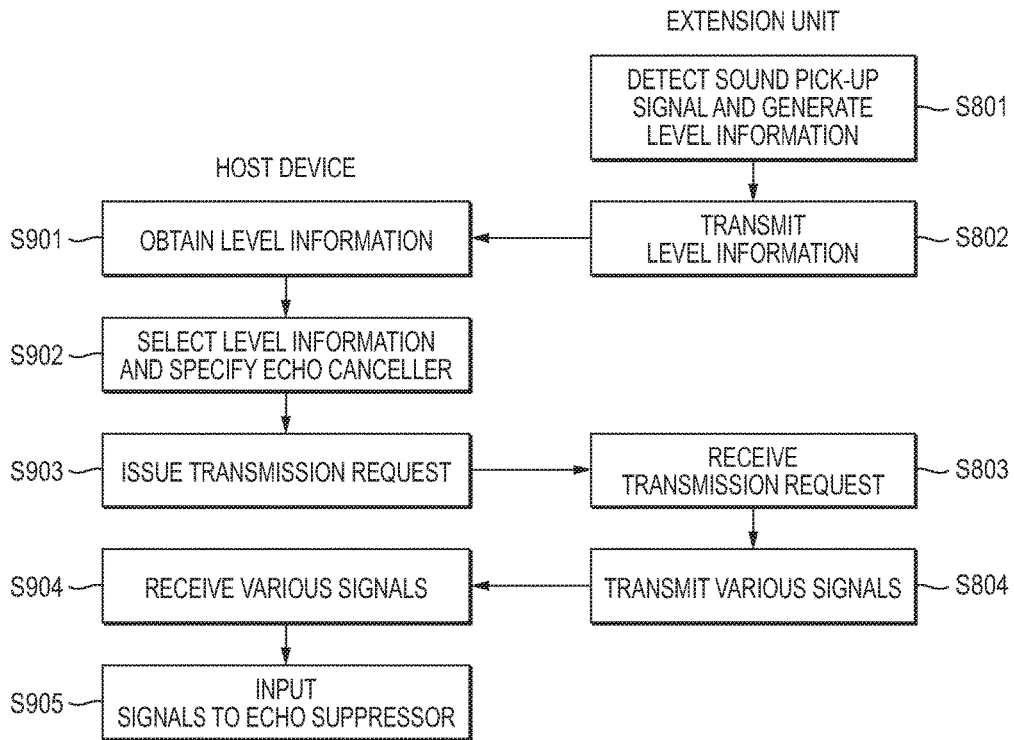 EXTENSION UNIT
DETECT SOUND PICK-UP
SIGNAL AND GENERATE
LEVEL INFORMATION
S801
HOST DEVICE
S901
OBTAIN LEVEL INFORMATION
TRANSMIT
LEVEL INFORMATION
S802
S902
SELECT LEVEL INFORMATION
AND SPECIFY ECHO CANCELLER
S903
ISSUE TRANSMISSION REQUEST
RECEIVE
TRANSMISSION REQUEST
S803
S904
RECEIVE VARIOUS SIGNALS
TRANSMIT VARIOUS SIGNALS
S804
S905
INPUT
SIGNALS TO ECHO SUPPRESSOR